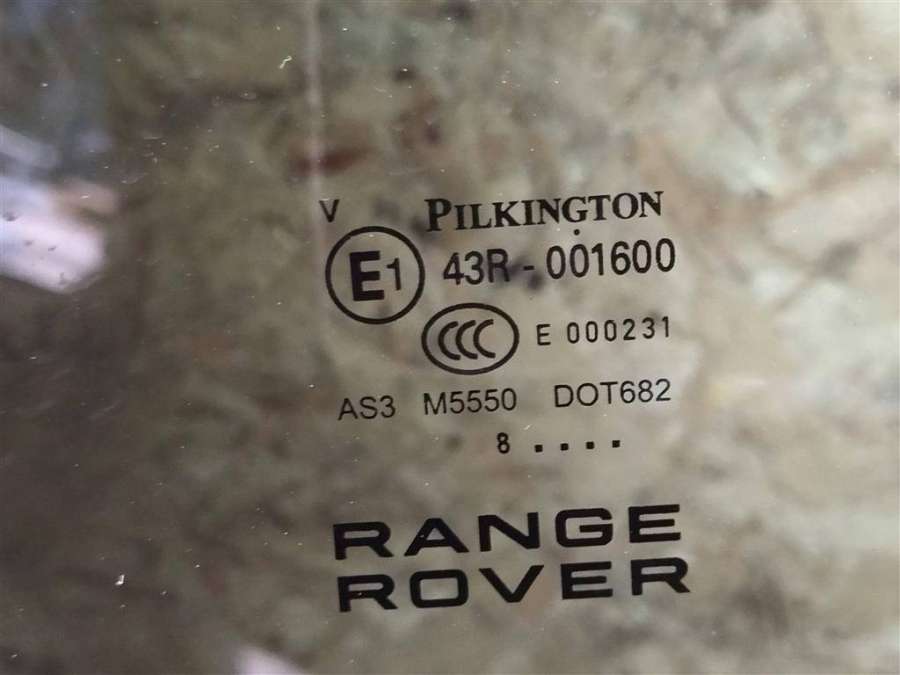 V PILKINGTON
E1 43R - 001600
CCC E 000231
AS3 M5550 DOT682
8 ....
RANGE
ROVER